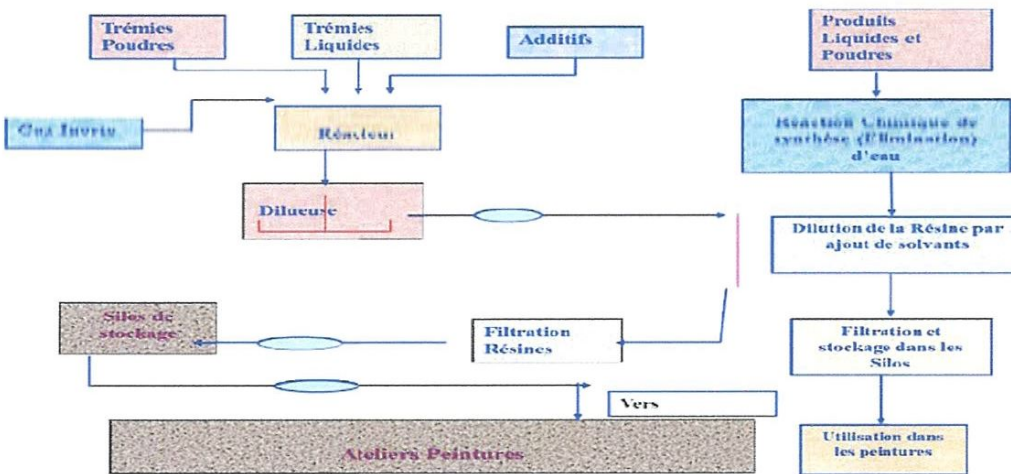 Trémies
Poudres
Trémies
Liquides
Additifs
Produits
Liquides et
Poudres
Gaz Inerte
Réacteur
Réaction Chimique de
synthèse (Elimination)
d'eau
Dilueuse
Dilution de la Résine par
ajout de solvants
Silos de
stockage
Filtration
Résines
Filtration et
stockage dans les
Silos
Vers
Ateliers Peintures
Utilisation dans
les peintures